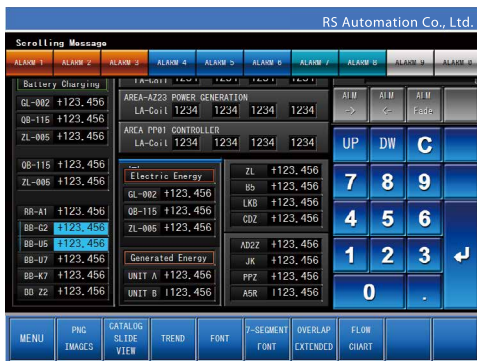 RS Automation Co., Ltd.
Scrolling Message
ALARM 1 ALARM 2 ALARM 3 ALARM 4 ALARM 5 ALARM 6 ALARM 7 ALARM 8 ALARM 9 ALARM 0
Battery Charging
GL-002 +123,456
QB-115 +123,456
ZL-005 +123,456
QB-115 +123,456
ZL-005 +123,456
RR-A1 +123,456
BB-G2 +123,456
BB-U5 +123,456
BB-U7 +123,456
BB-K7 +123,456
+123,456
LA-Coil 1234 1234 1234
AREA-AZ23 POWER GENERATION
LA-Coil 1234 1234 1234
AREA PP01 CONTROLLER
LA-Coil 1234 1234 1234
Electric Energy
GL-002 +123,456
QB-115 +123,456
ZL-006 +123,456
Generated Energy
UNIT A +123,456
UNIT B +123,456
ZL +123,456
+123,456
LKB +123,456
CDZ +123,456
AD2Z +123,456
JK +123,456
PPZ +123,456
A5R +123,456
ALM -> ALM <- ALM Fade
UP DW C
7 8 9
4 5 6
1 2 3 ↵
0 .
MENU
PNG
IMAGES
CATALOG
SLIDE
VIEW
TREND
FONT
7-SEGMENT
FONT
OVERLAP
EXTENDED
FLOW
CHART